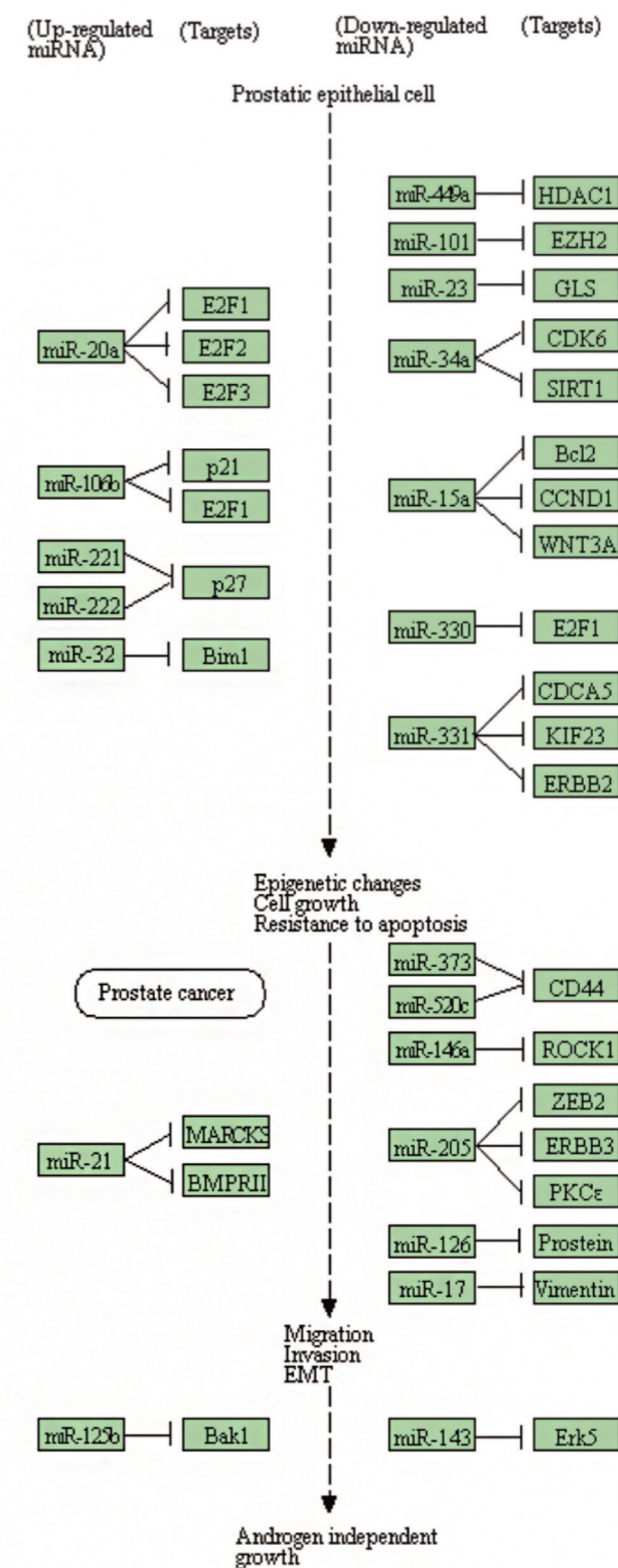 (Up-regulated miRNA)
(Targets)
(Down-regulated miRNA)
(Targets)
Prostatic epithelial cell
miR-449a
HDAC1
miR-101
EZH2
miR-23
GLS
miR-20a
E2F1
E2F2
E2F3
miR-34a
CDK6
SIRT1
miR-106b
p21
E2F1
miR-15a
Bcl2
CCND1
WNT3A
miR-221
miR-222
p27
miR-330
E2F1
miR-32
Bim1
miR-331
CDCA5
KIF23
ERBB2
Epigenetic changes
Cell growth
Resistance to apoptosis
Prostate cancer
miR-373
miR-520c
CD44
miR-146a
ROCK1
miR-21
MARCKS
BMPRII
miR-205
ZEB2
ERBB3
PKCε
miR-126
Prostein
miR-17
Vimentin
Migration
Invasion
EMT
miR-125b
Bak1
miR-143
Erk5
Androgen independent
growth